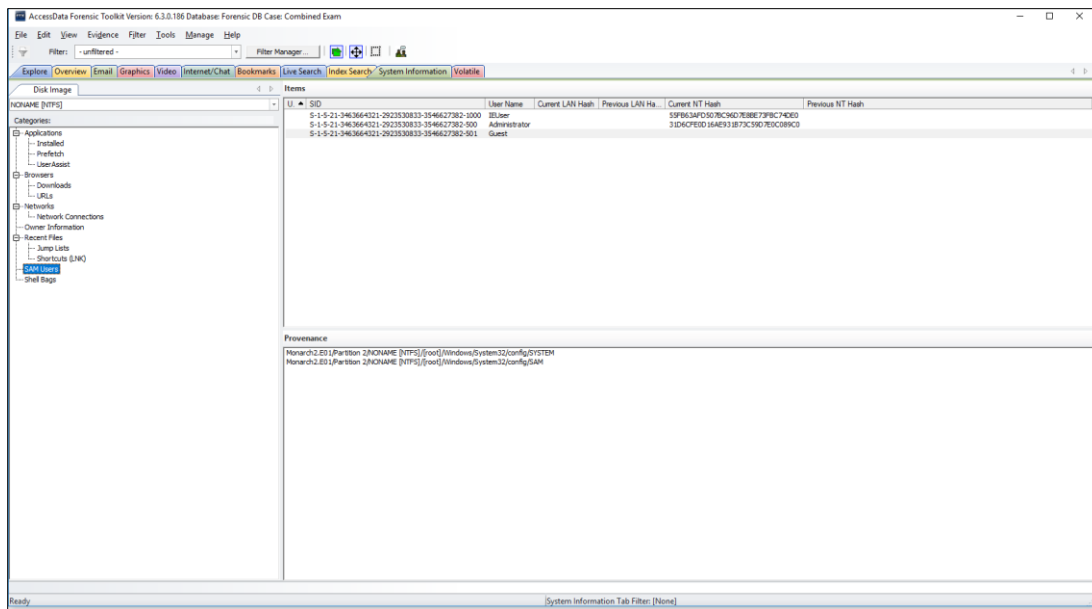 AccessData Forensic Toolkit Version: 6.3.0.186 Database: Forensic DB Case: Combined Exam
File Edit View Evidence Filter Tools Manage Help
Filter: - unfiltered - Filter Manager...
Explore Overview Email Graphics Video Internet/Chat Bookmarks Live Search Index Search System Information Volatile
Disk Image
NONAME [NTFS]
Categories:
Applications
Installed
Prefetch
UserAssist
Browsers
Downloads
URLs
Networks
Network Connections
Owner Information
Recent Files
Jump Lists
Shortcuts (LNK)
SAM Users
Shell Bags
Items
U. SID User Name Current LAN Hash Previous LAN Ha... Current NT Hash Previous NT Hash
S-1-5-21-3463664321-2923530833-3546627382-1000 IEUser
S-1-5-21-3463664321-2923530833-3546627382-500 Administrator 31D6CFE0D16AE931B73C59D7E0C089C0
S-1-5-21-3463664321-2923530833-3546627382-501 Guest
Provenance
Monarch2.E01/Partition 2/NONAME [NTFS]/[root]/Windows/System32/config/SYSTEM
Monarch2.E01/Partition 2/NONAME [NTFS]/[root]/Windows/System32/config/SAM
Ready System Information Tab Filter: [None]